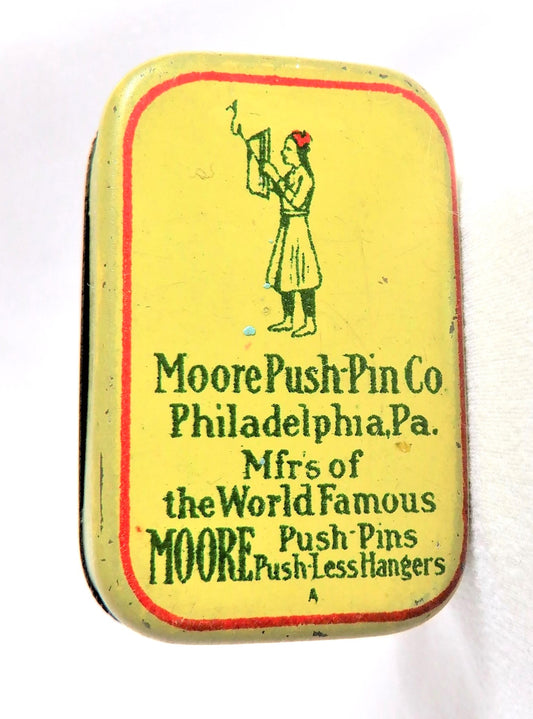 Moore Push-Pin Co
Philadelphia, Pa.
Mfr's of
the World Famous
MOORE Push-Pins
Push-Less Hangers
A